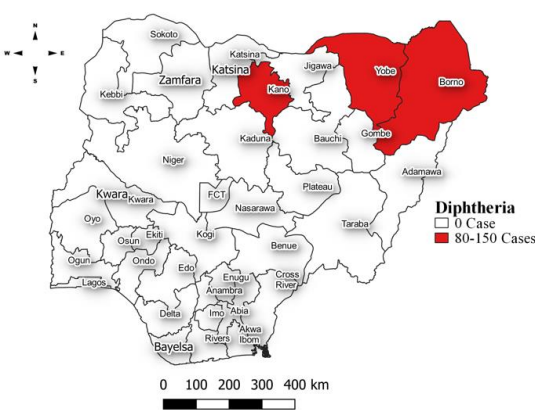 N
W E
S
Sokoto
Katsina
Katsina
Jigawa
Yobe
Borno
Zamfara
Kebbi
Kano
Kaduna
Bauchi
Gombe
Niger
Adamawa
Plateau
FCT
Kwara
Kwara
Nasarawa
Taraba
Oyo
Ekiti
Kogi
Osun
Benue
Ogun
Ondo
Edo
Lagos
Enugu
Cross
River
Anambra
Delta
Imo
Abia
Akwa
Ibom
Rivers
Bayelsa
Diphtheria
0 Case
80-150 Cases
0 100 200 300 400 km